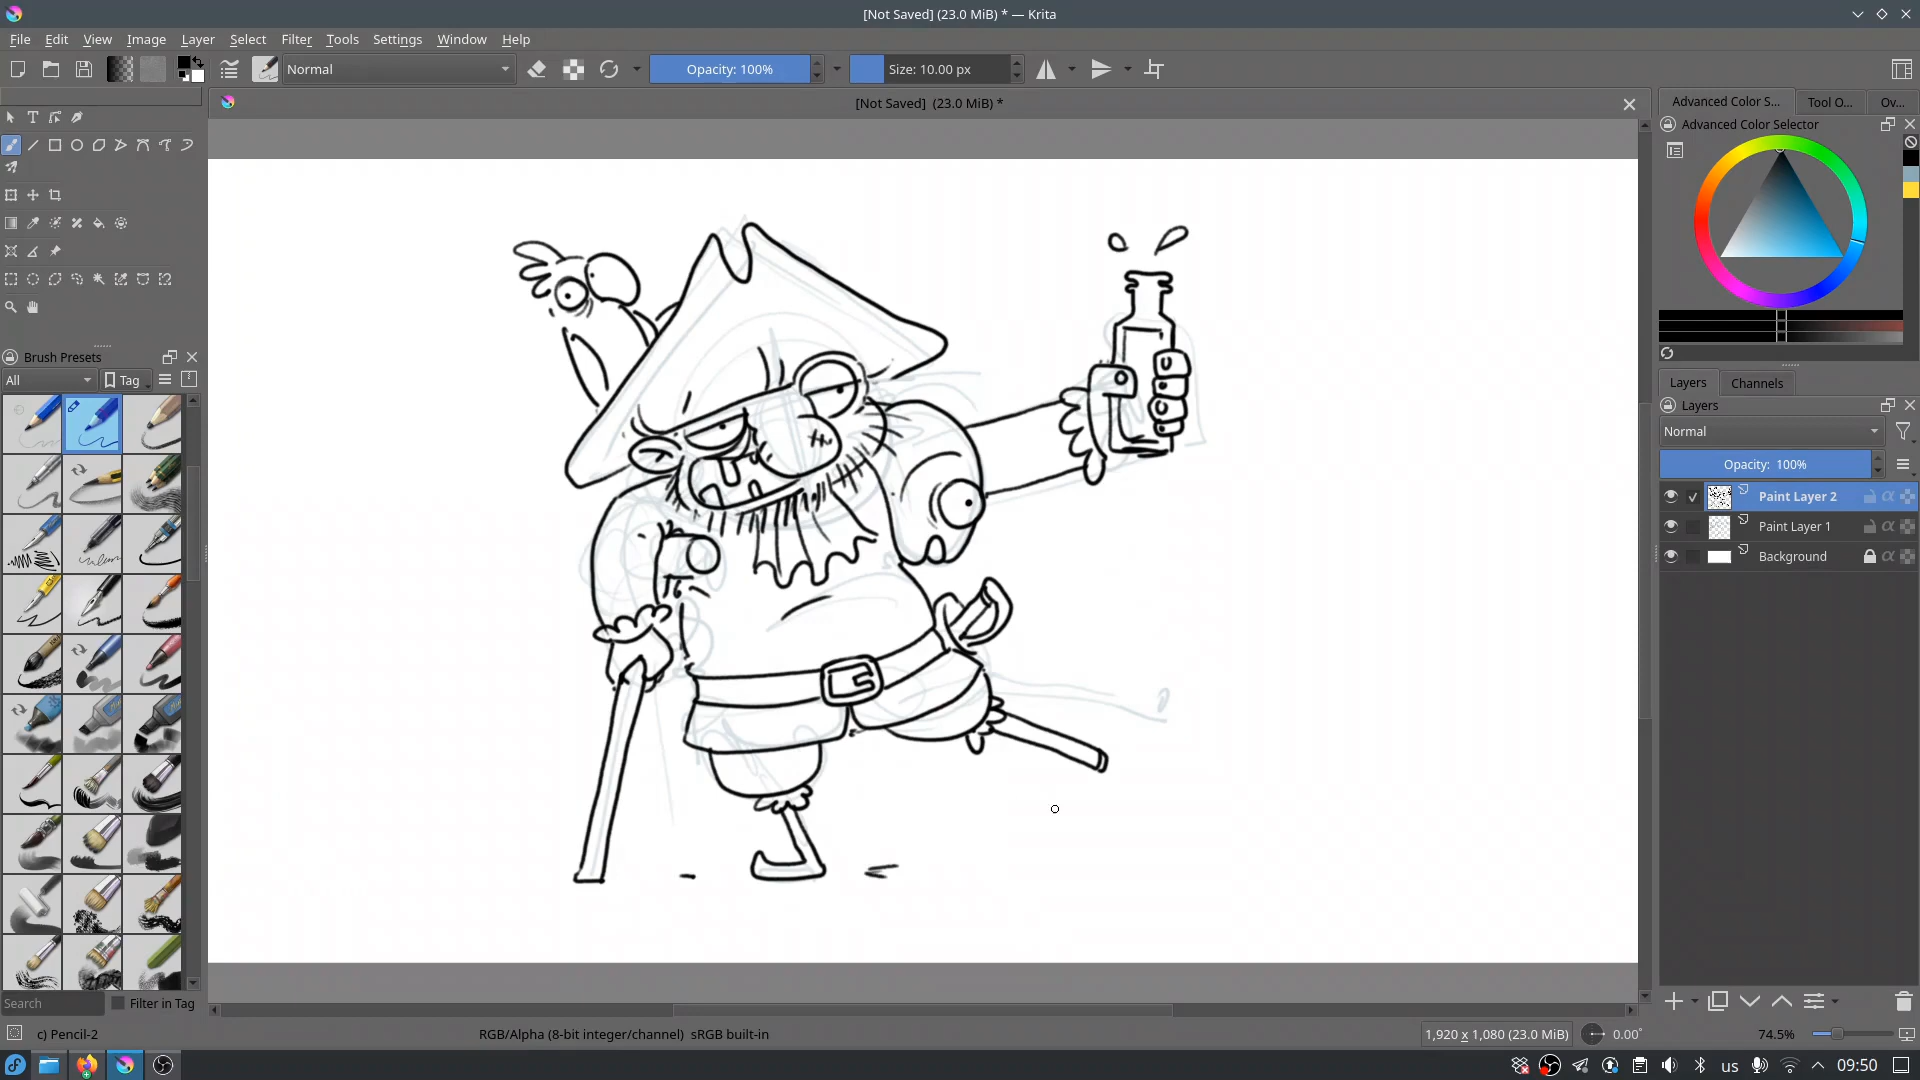 [Not Saved] (23.0 MiB) * — Krita
File Edit View Image Layer Select Filter Tools Settings Window Help
Normal
Opacity: 100%
Size: 10.00 px
[Not Saved] (23.0 MiB) *
Advanced Color S...
Tool O...
Ov...
Advanced Color Selector
Brush Presets
All
Tag
Layers
Channels
Layers
Normal
Opacity: 100%
Paint Layer 2
Paint Layer 1
Background
Search
Filter in Tag
c) Pencil-2
RGB/Alpha (8-bit integer/channel) sRGB built-in
1,920 x 1,080 (23.0 MiB)
0.00°
74.5%
us
09:50